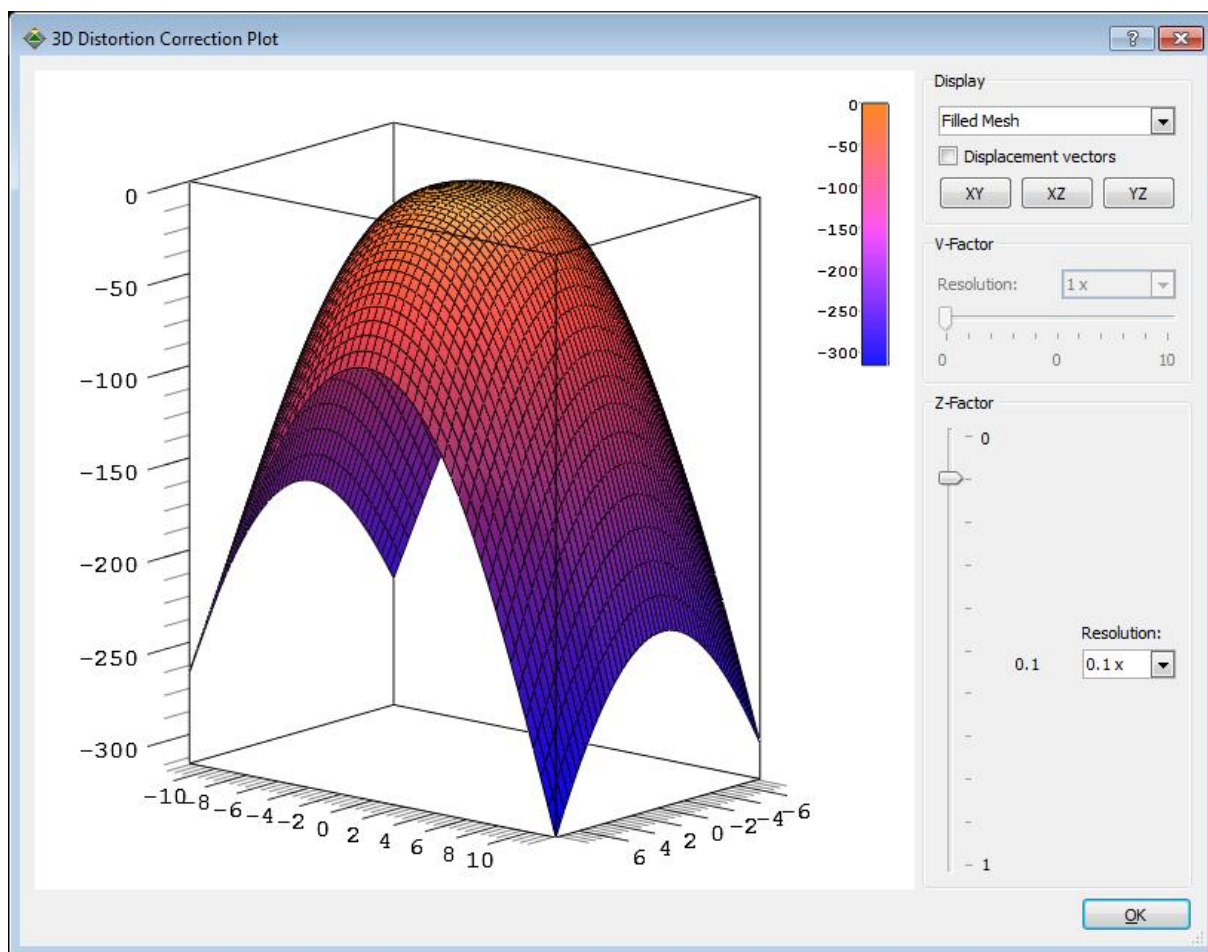 3D Distortion Correction Plot
0
-50
-100
-150
-200
-250
-300
-10 -8 -6 -4 -2 0 2 4 6 8 10
6 4 2 0 -2 -4 -6
0
-50
-100
-150
-200
-250
-300
Display
Filled Mesh
Displacement vectors
XY XZ YZ
V-Factor
Resolution: 1 x
0 0 10
Z-Factor
0
Resolution:
0.1 0.1 x
1
OK